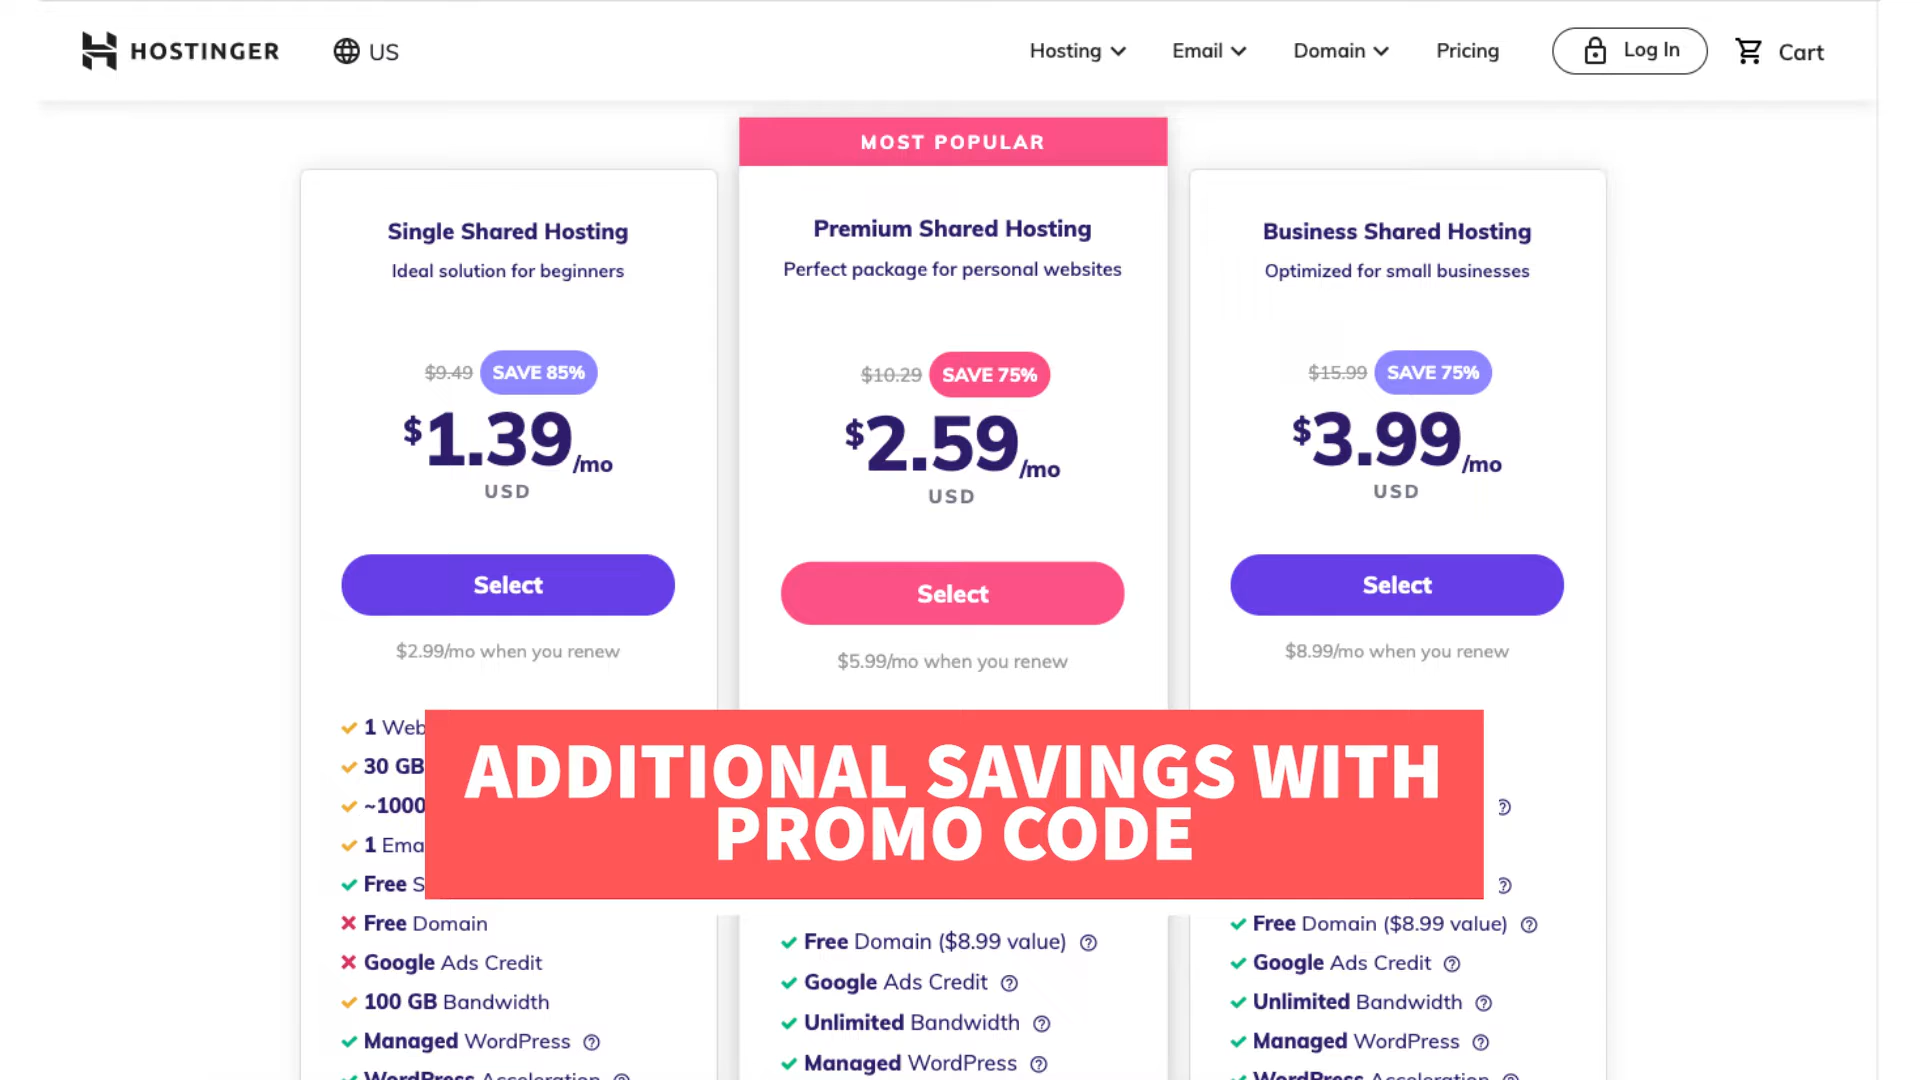 HOSTINGER
US
Hosting
Email
Domain
Pricing
Log In
Cart
MOST POPULAR
Single Shared Hosting
Ideal solution for beginners
$9.49 SAVE 85%
$1.39/mo
USD
Select
$2.99/mo when you renew
1
30 GB
~1000
1
Free
Free Domain
Google Ads Credit
100 GB Bandwidth
Managed WordPress
WordPress Acceleration
Premium Shared Hosting
Perfect package for personal websites
$10.29 SAVE 75%
$2.59/mo
USD
Select
$5.99/mo when you renew
Free Domain ($8.99 value)
Google Ads Credit
Unlimited Bandwidth
Managed WordPress
Business Shared Hosting
Optimized for small businesses
$15.99 SAVE 75%
$3.99/mo
USD
Select
$8.99/mo when you renew
Free Domain ($8.99 value)
Google Ads Credit
Unlimited Bandwidth
Managed WordPress
WordPress Acceleration
ADDITIONAL SAVINGS WITH
PROMO CODE